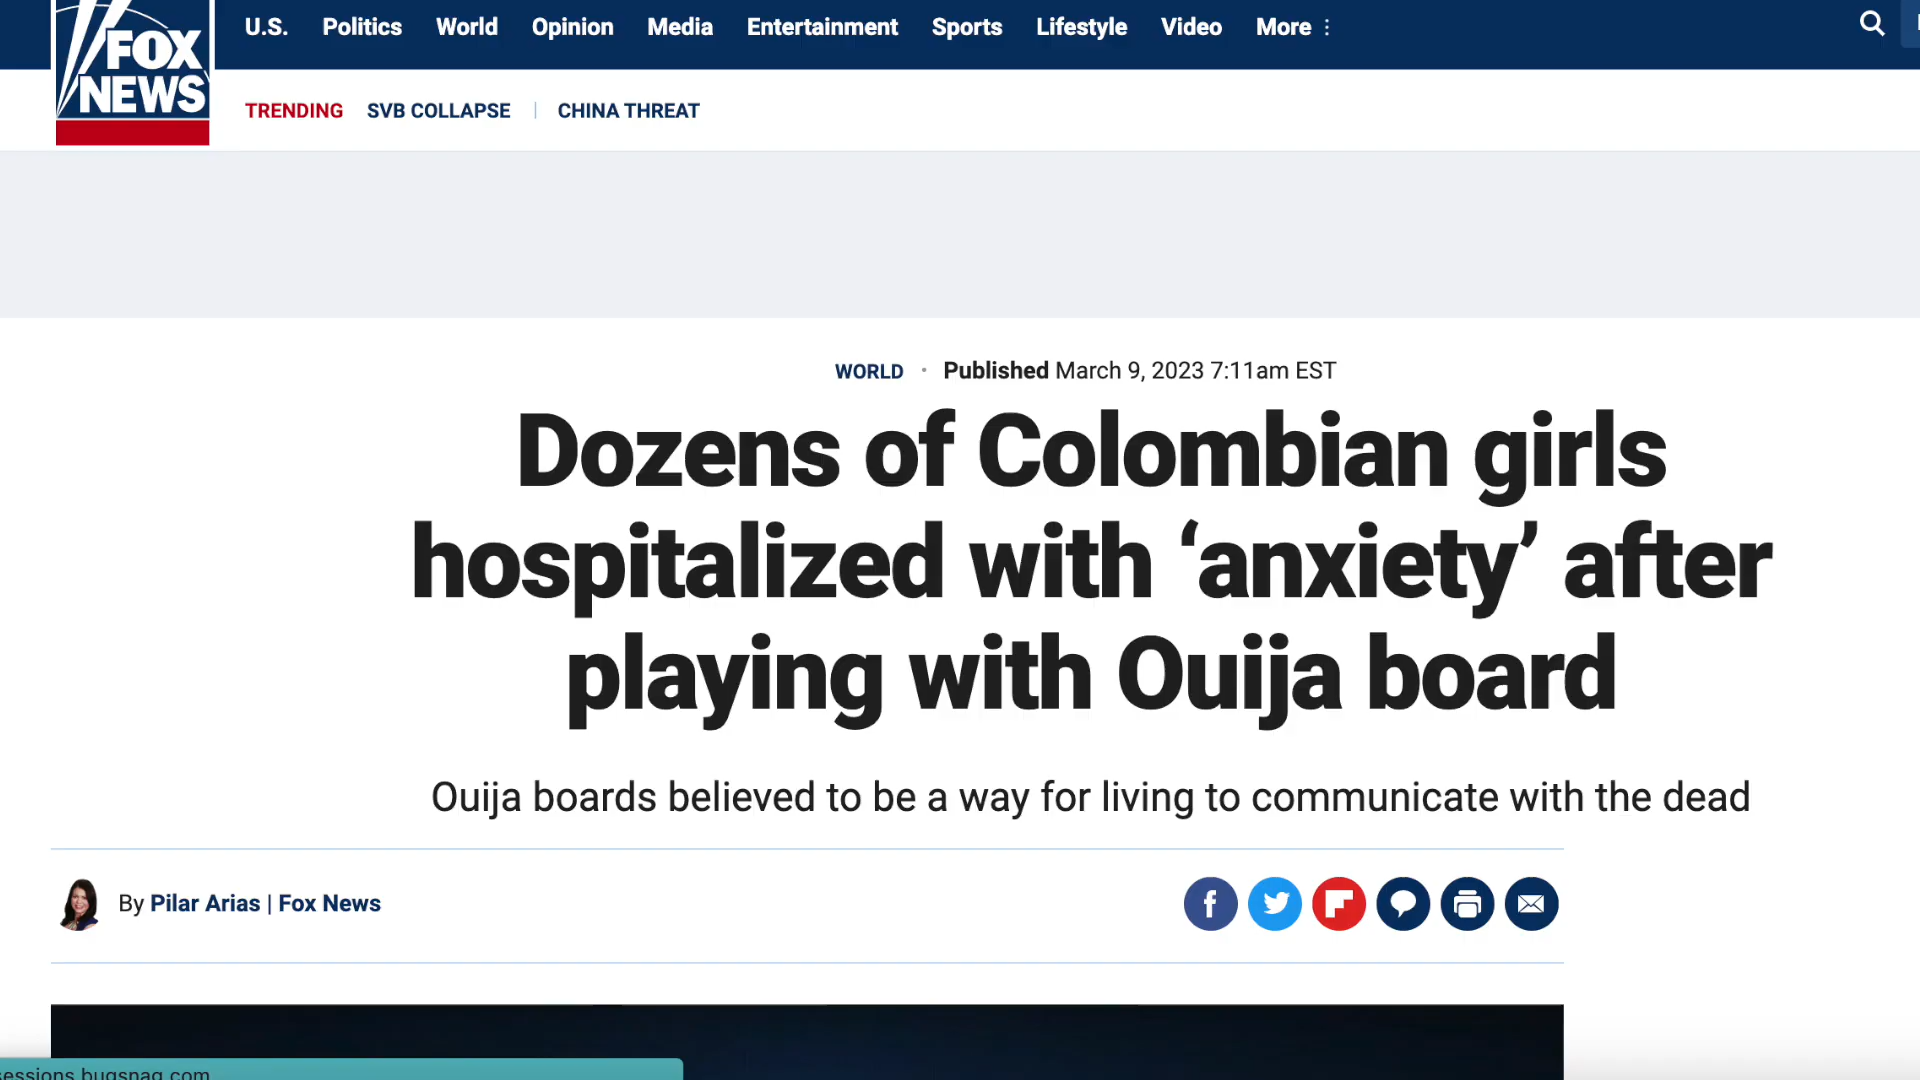 U.S. Politics World Opinion Media Entertainment Sports Lifestyle Video More
FOX
NEWS
TRENDING SVB COLLAPSE CHINA THREAT
WORLD · Published March 9, 2023 7:11am EST
Dozens of Colombian girls
hospitalized with ‘anxiety’ after
playing with Ouija board
Ouija boards believed to be a way for living to communicate with the dead
By Pilar Arias | Fox News
sessions.bugsnag.com